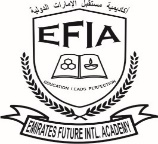 أكاديمية مستقبل الإمارات الدولية
EFIA
EDUCATION LEADS PERFECTION
EMIRATES FUTURE INTL. ACADEMY